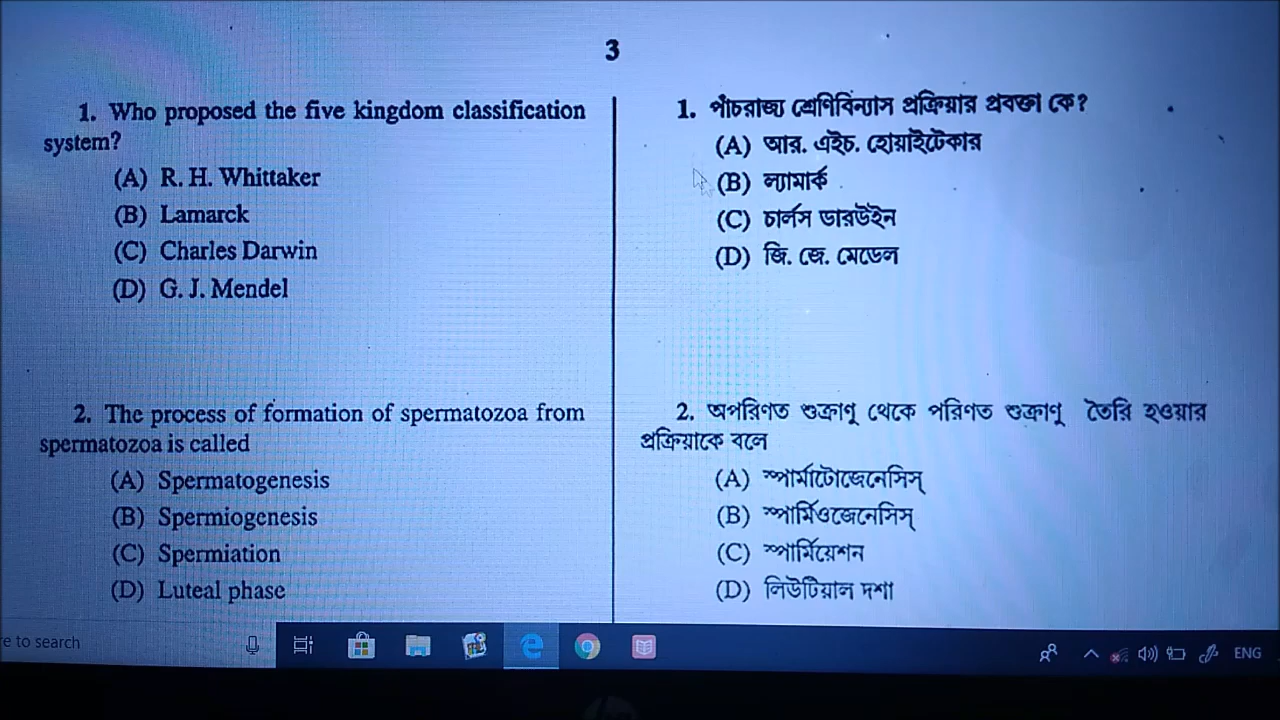 3
1. Who proposed the five kingdom classification
system?
(A) R. H. Whittaker
(B) Lamarck
(C) Charles Darwin
(D) G. J. Mendel
2. The process of formation of spermatozoa from
spermatozoa is called
(A) Spermatogenesis
(B) Spermiogenesis
(C) Spermiation
(D) Luteal phase
1. পাঁচরাজ্য শ্রেণিবিন্যাস প্রক্রিয়ার প্রবক্তা কে?
(A) আর. এইচ. হোয়াইটেকার
(B) ল্যামার্ক
(C) চার্লস ডারউইন
(D) জি. জে. মেন্ডেল
2. অপরিণত শুক্রাণু থেকে পরিণত শুক্রাণু তৈরি হওয়ার
প্রক্রিয়াকে বলে
(A) স্পার্মাটোজেনেসিস্
(B) স্পার্মিওজেনেসিস্
(C) স্পার্মিয়েশন
(D) লিউটিয়াল দশা
re to search
ENG